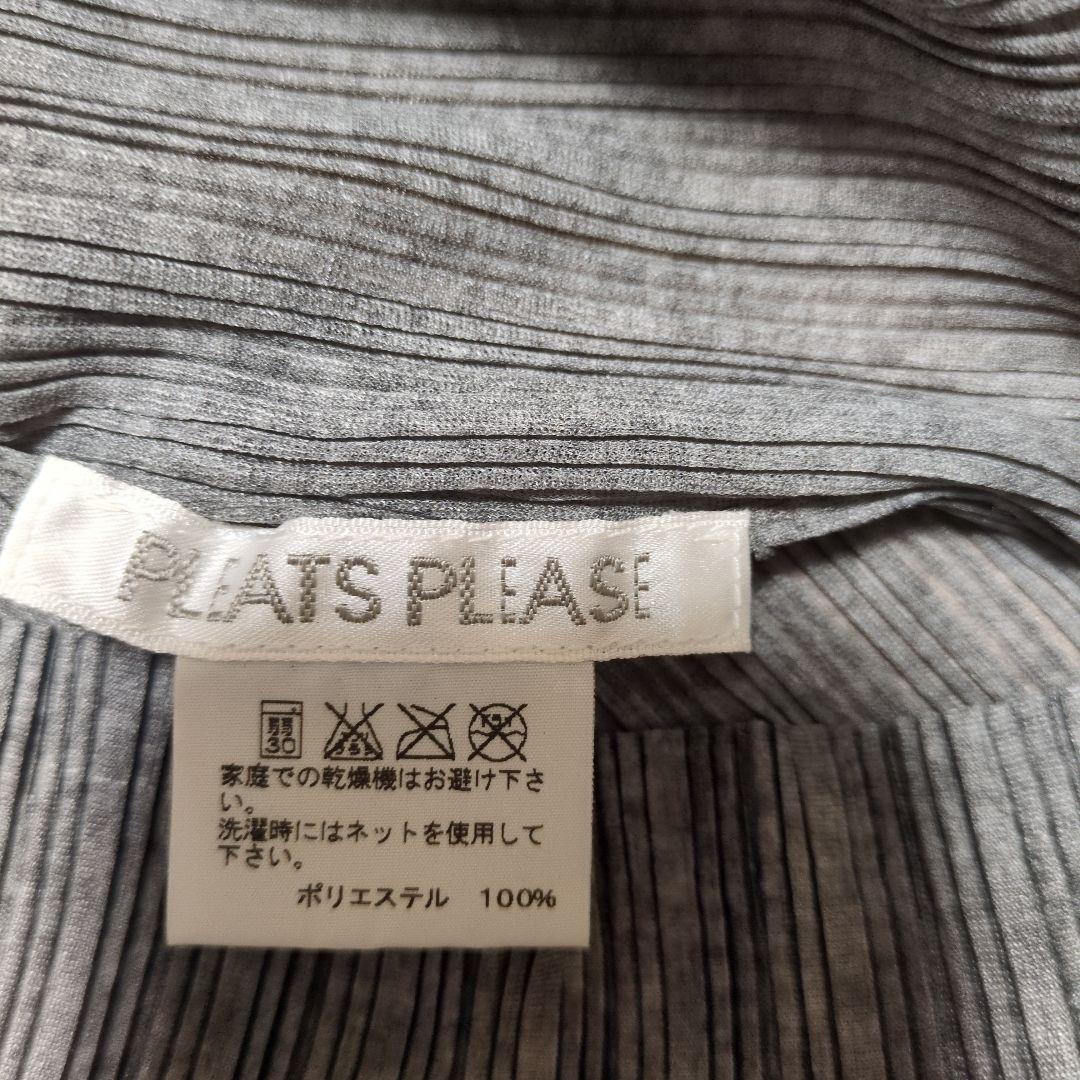 PLEATS PLEASE
弱
30
家庭での乾燥機はお避け下さ
い。
洗濯時にはネットを使用して
下さい。
ポリエステル 100%